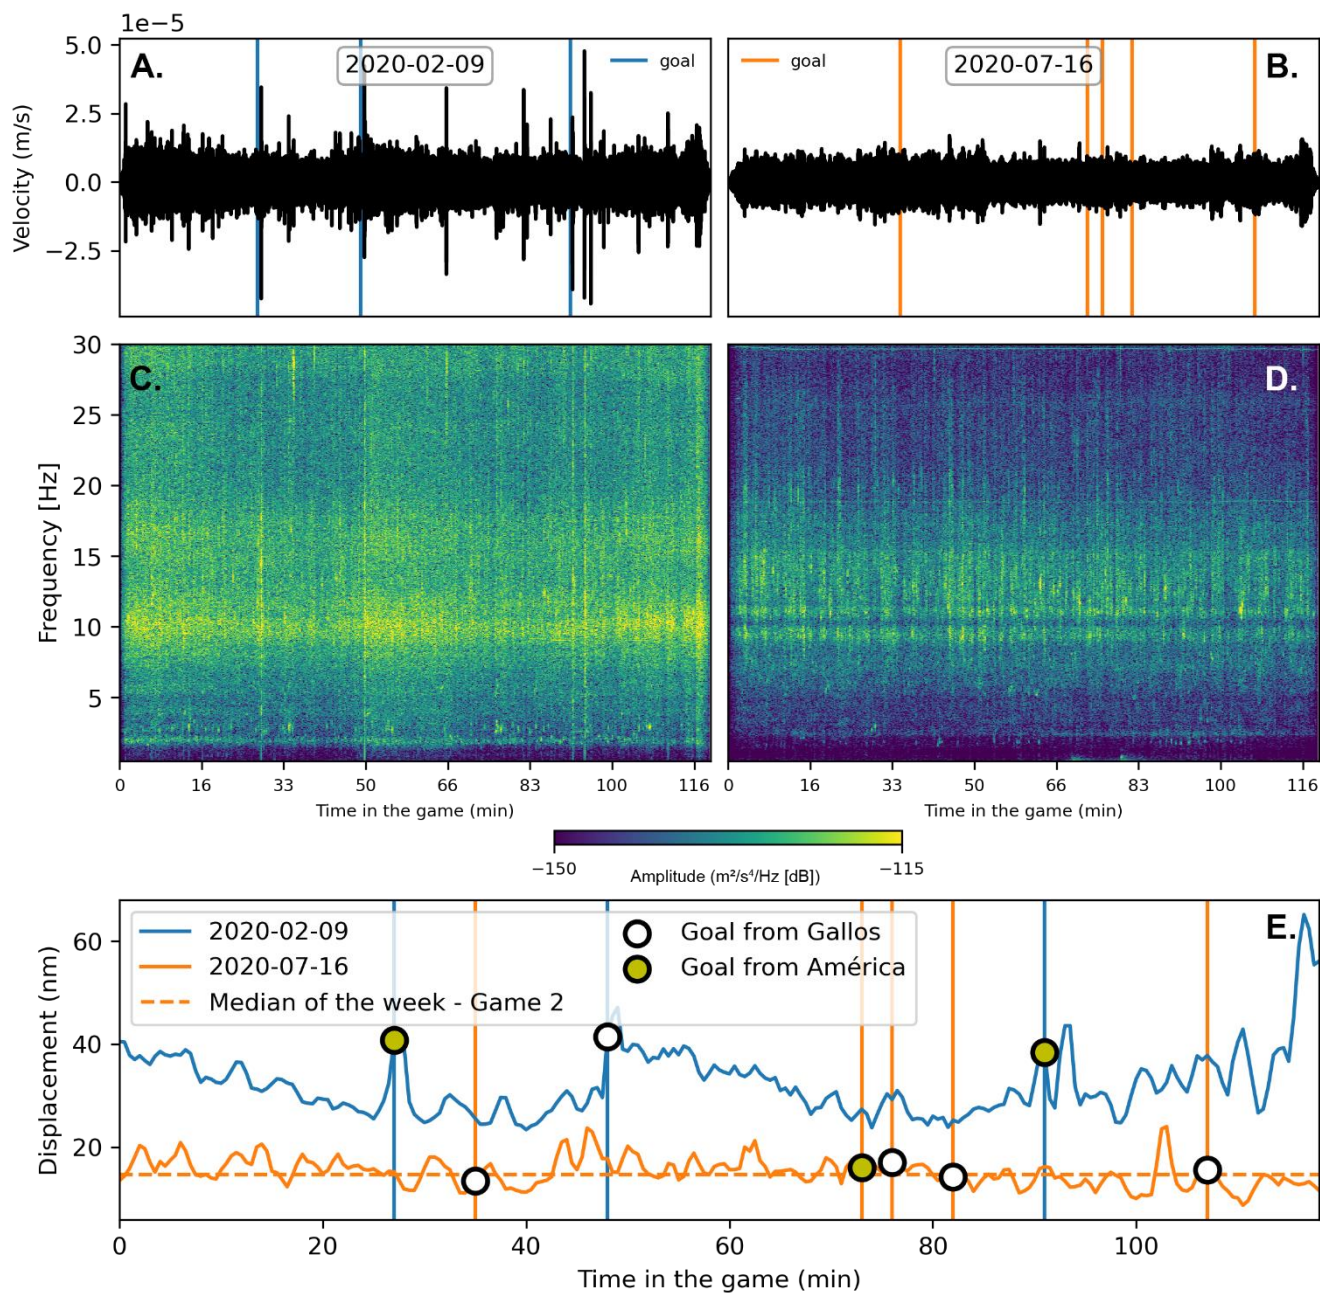 1e−5
A.
2020-02-09
goal
goal
2020-07-16
B.
5.0
2.5
0.0
−2.5
Velocity (m/s)
C.
D.
30
25
20
15
10
5
Frequency [Hz]
0 16 33 50 66 83 100 116
0 16 33 50 66 83 100 116
Time in the game (min)
Time in the game (min)
−150
−115
Amplitude (m²/s⁴/Hz [dB])
E.
2020-02-09
2020-07-16
Median of the week - Game 2
Goal from Gallos
Goal from América
60
40
20
Displacement (nm)
0 20 40 60 80 100
Time in the game (min)